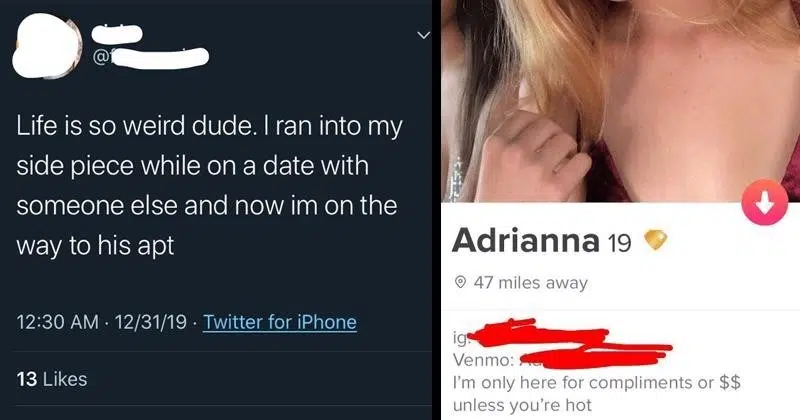 @
Life is so weird dude. I ran into my
side piece while on a date with
someone else and now im on the
way to his apt
12:30 AM · 12/31/19 · Twitter for iPhone
13 Likes
Adrianna 19
47 miles away
ig:
Venmo:
I'm only here for compliments or $$
unless you're hot